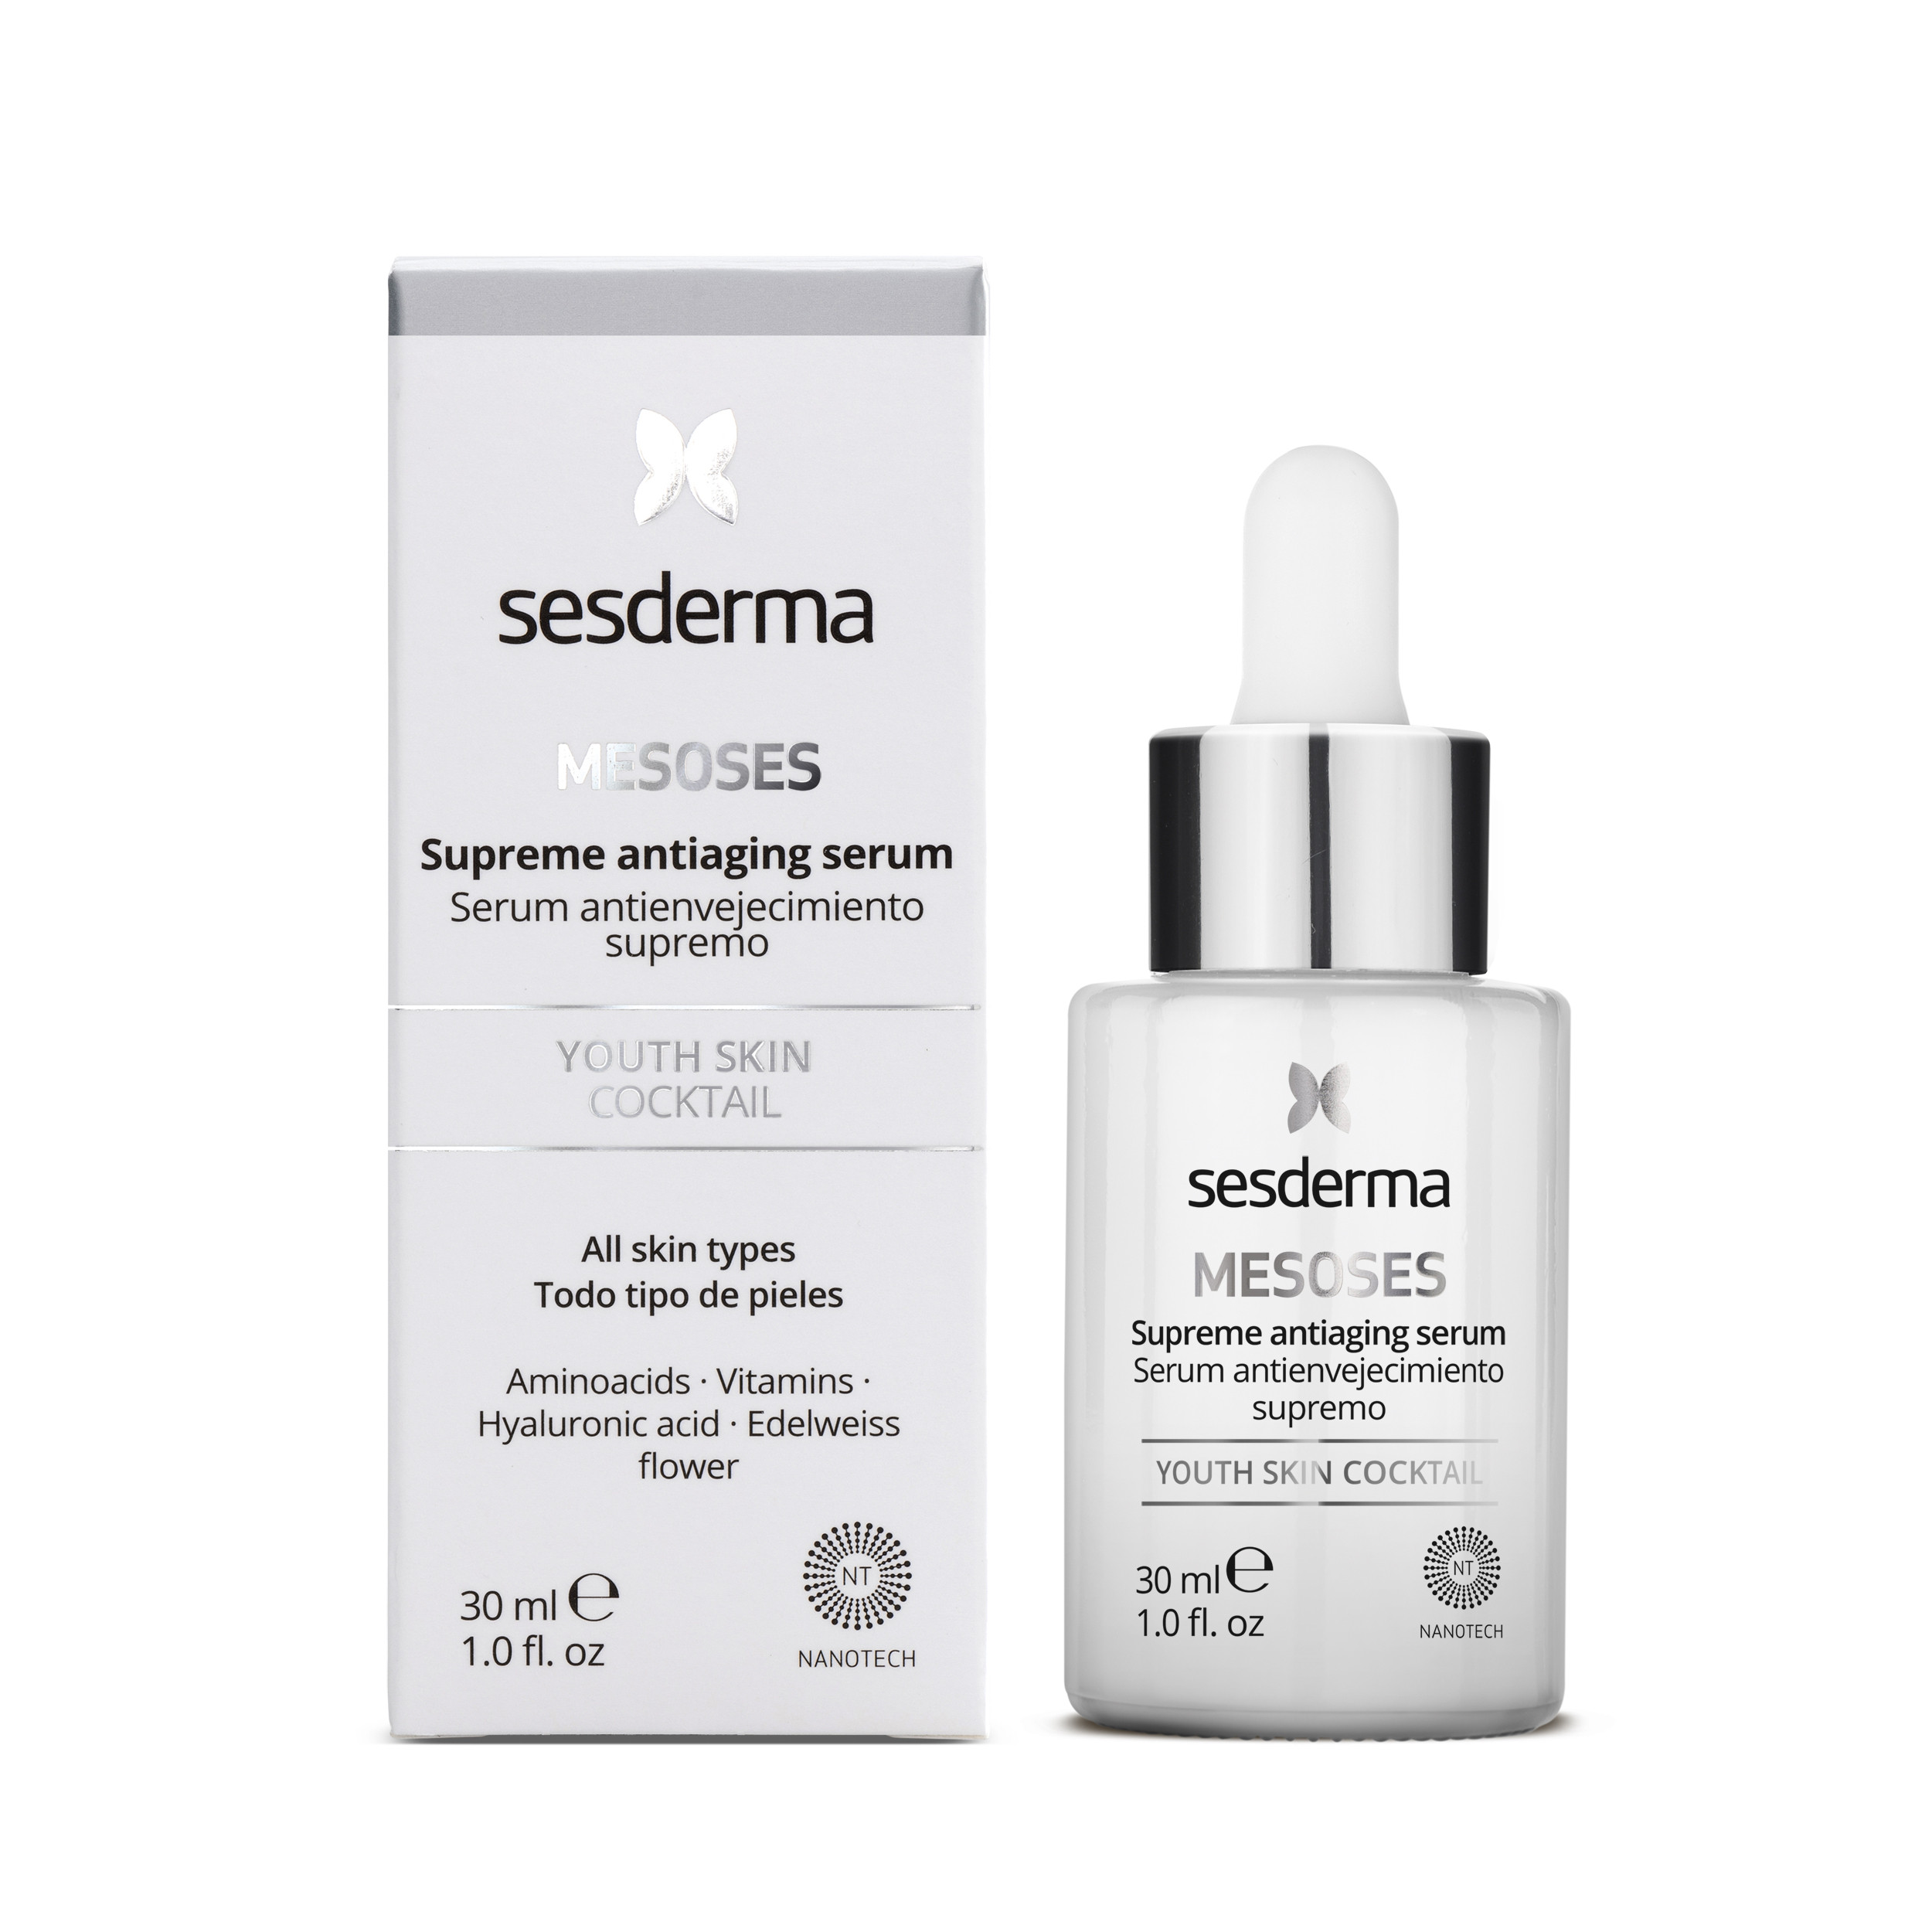 sesderma
MESOSES
Supreme antiaging serum
Serum antienvejecimiento
supremo
YOUTH SKIN
COCKTAIL
All skin types
Todo tipo de pieles
Aminoacids · Vitamins ·
Hyaluronic acid · Edelweiss
flower
30 ml ℮
1.0 fl. oz
NT
NANOTECH
sesderma
MESOSES
Supreme antiaging serum
Serum antienvejecimiento
supremo
YOUTH SKIN COCKTAIL
30 ml ℮
1.0 fl. oz
NT
NANOTECH